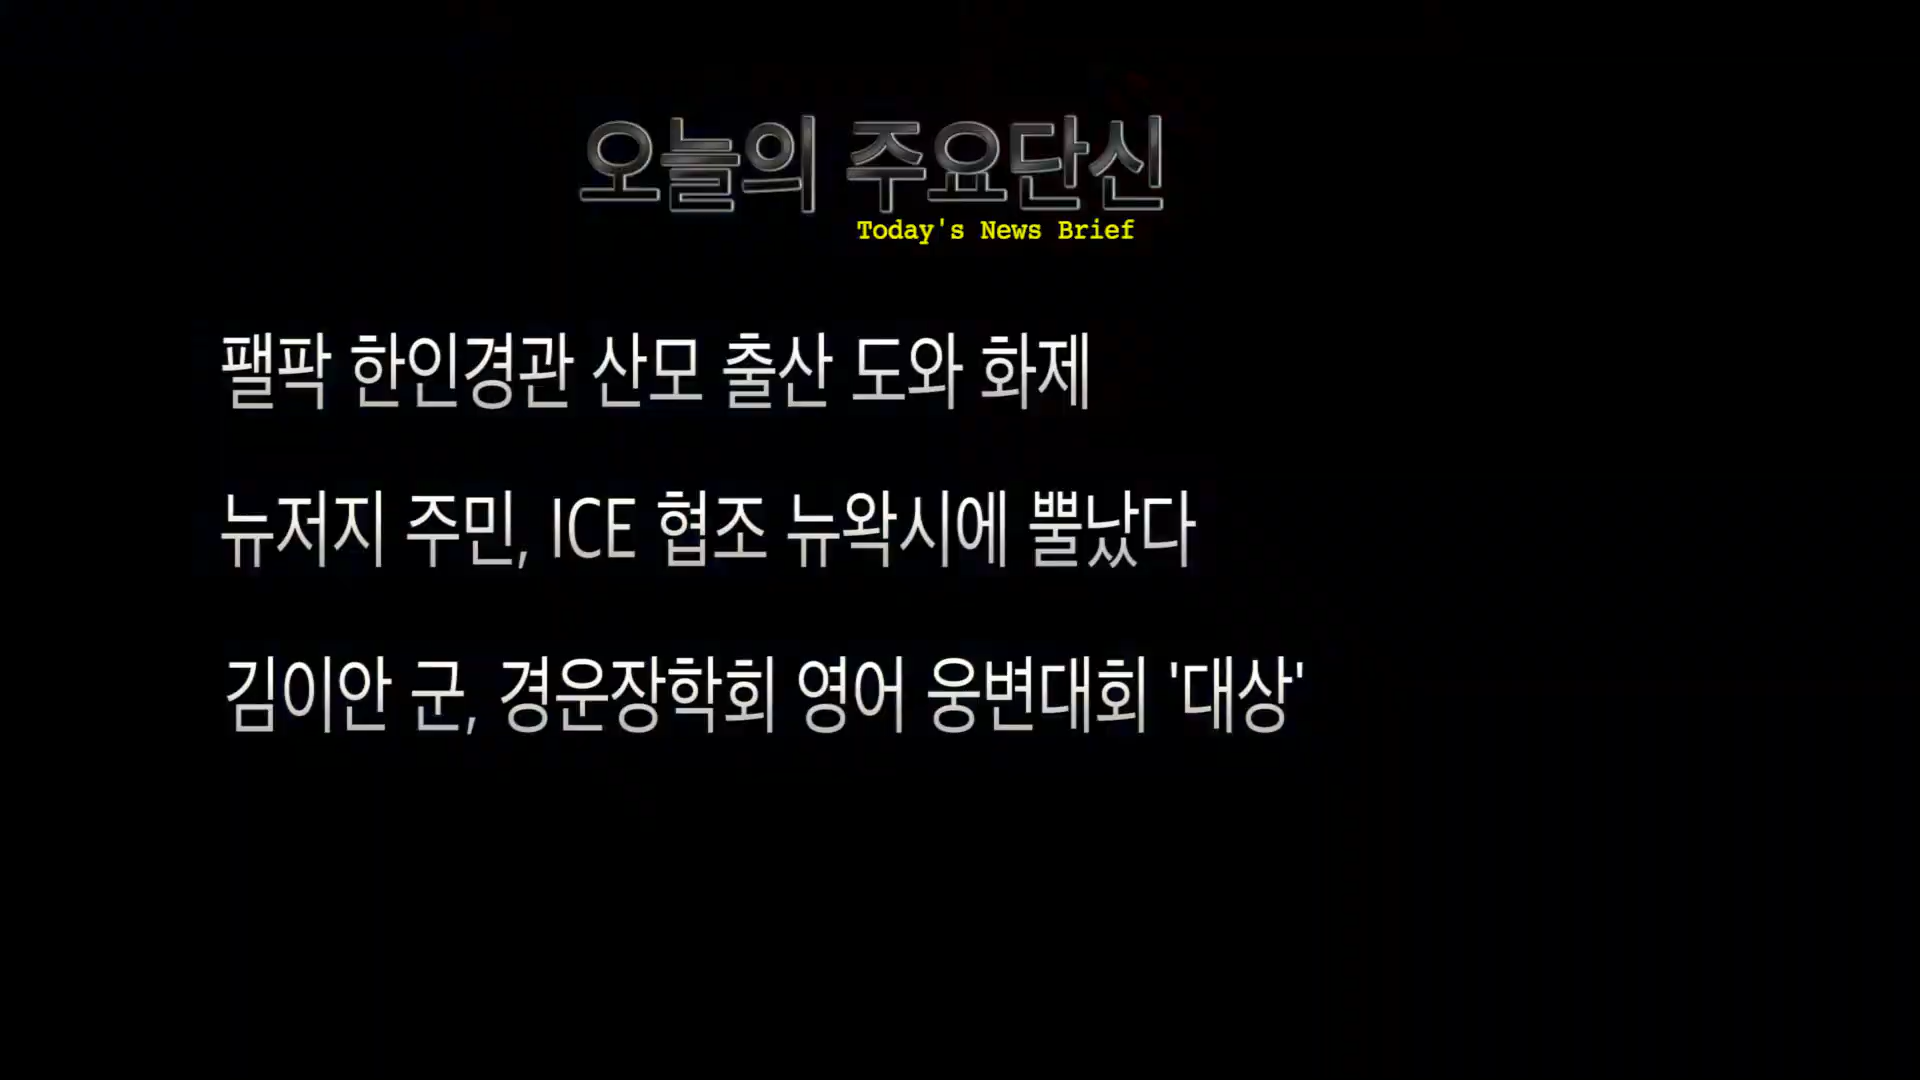 오늘의 주요단신
Today's News Brief
팰팍 한인경관 산모 출산 도와 화제
뉴저지 주민, ICE 협조 뉴왁시에 뿔났다
김이안 군, 경운장학회 영어 웅변대회 '대상'